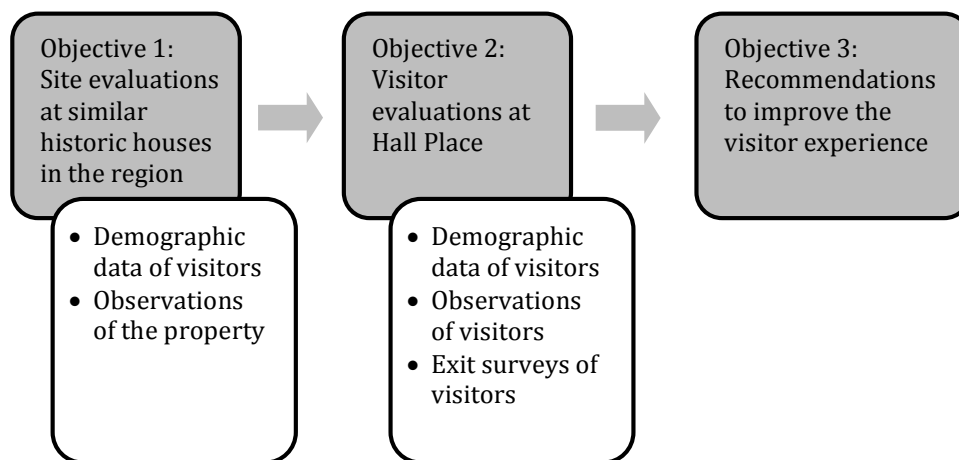 Objective 1:
Site evaluations
at similar
historic houses
in the region
• Demographic
data of visitors
• Observations
of the property
Objective 2:
Visitor
evaluations at
Hall Place
• Demographic
data of visitors
• Observations
of visitors
• Exit surveys of
visitors
Objective 3:
Recommendations
to improve the
visitor experience